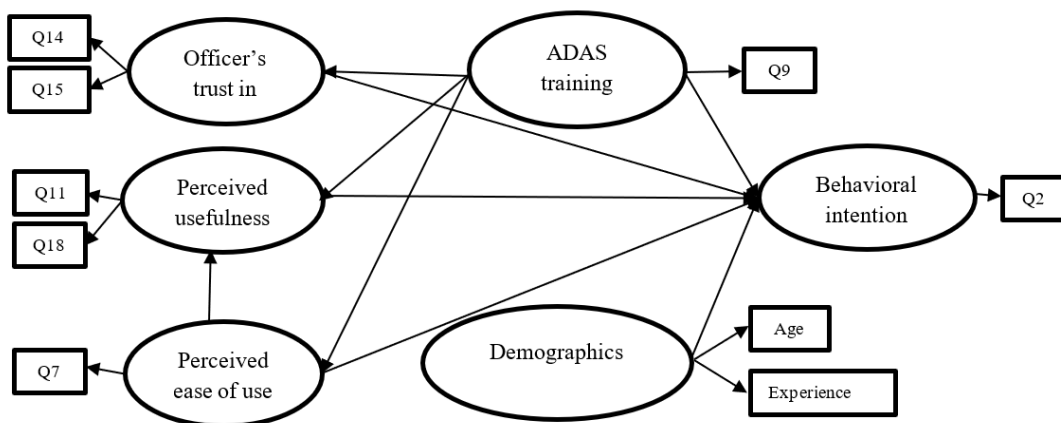 Q14
Q15
Officer's
trust in
ADAS
training
Q9
Q11
Q18
Perceived
usefulness
Behavioral
intention
Q2
Q7
Perceived
ease of use
Demographics
Age
Experience